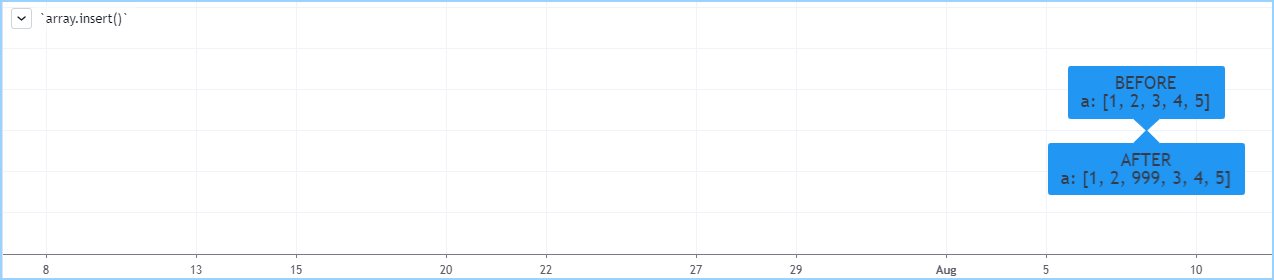 `array.insert()`
BEFORE
a: [1, 2, 3, 4, 5]
AFTER
a: [1, 2, 999, 3, 4, 5]
8 13 15 20 22 27 29 Aug 5 10